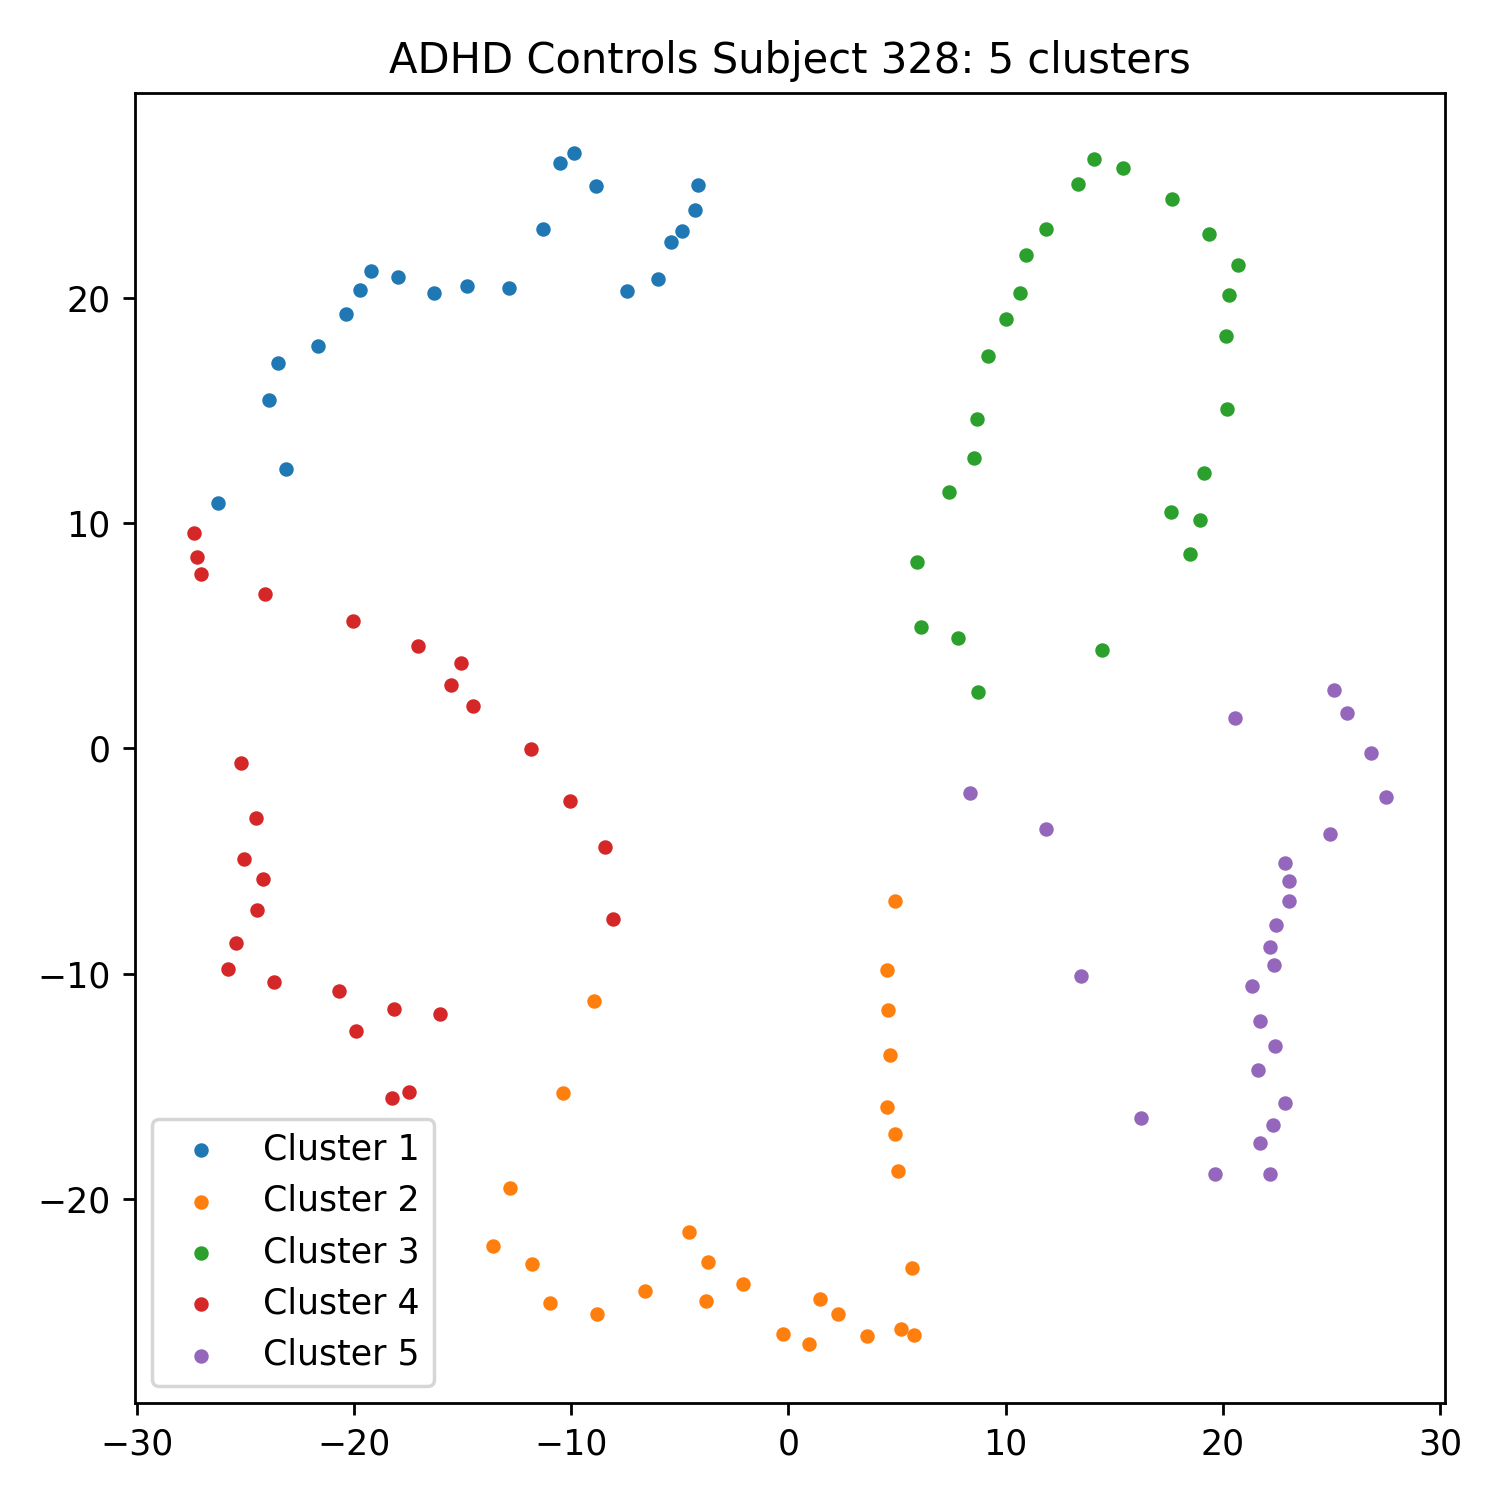 ADHD Controls Subject 328: 5 clusters
20
10
0
−10
−20
Cluster 1
Cluster 2
Cluster 3
Cluster 4
Cluster 5
−30 −20 −10 0 10 20 30